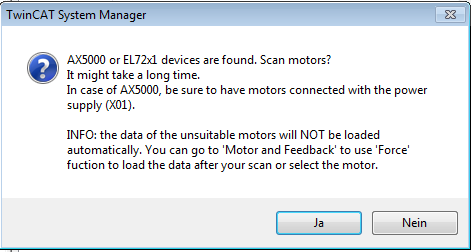 TwinCAT System Manager
AX5000 or EL72x1 devices are found. Scan motors?
It might take a long time.
In case of AX5000, be sure to have motors connected with the power
supply (X01).
INFO: the data of the unsuitable motors will NOT be loaded
automatically. You can go to 'Motor and Feedback' to use 'Force'
fuction to load the data after your scan or select the motor.
Ja
Nein